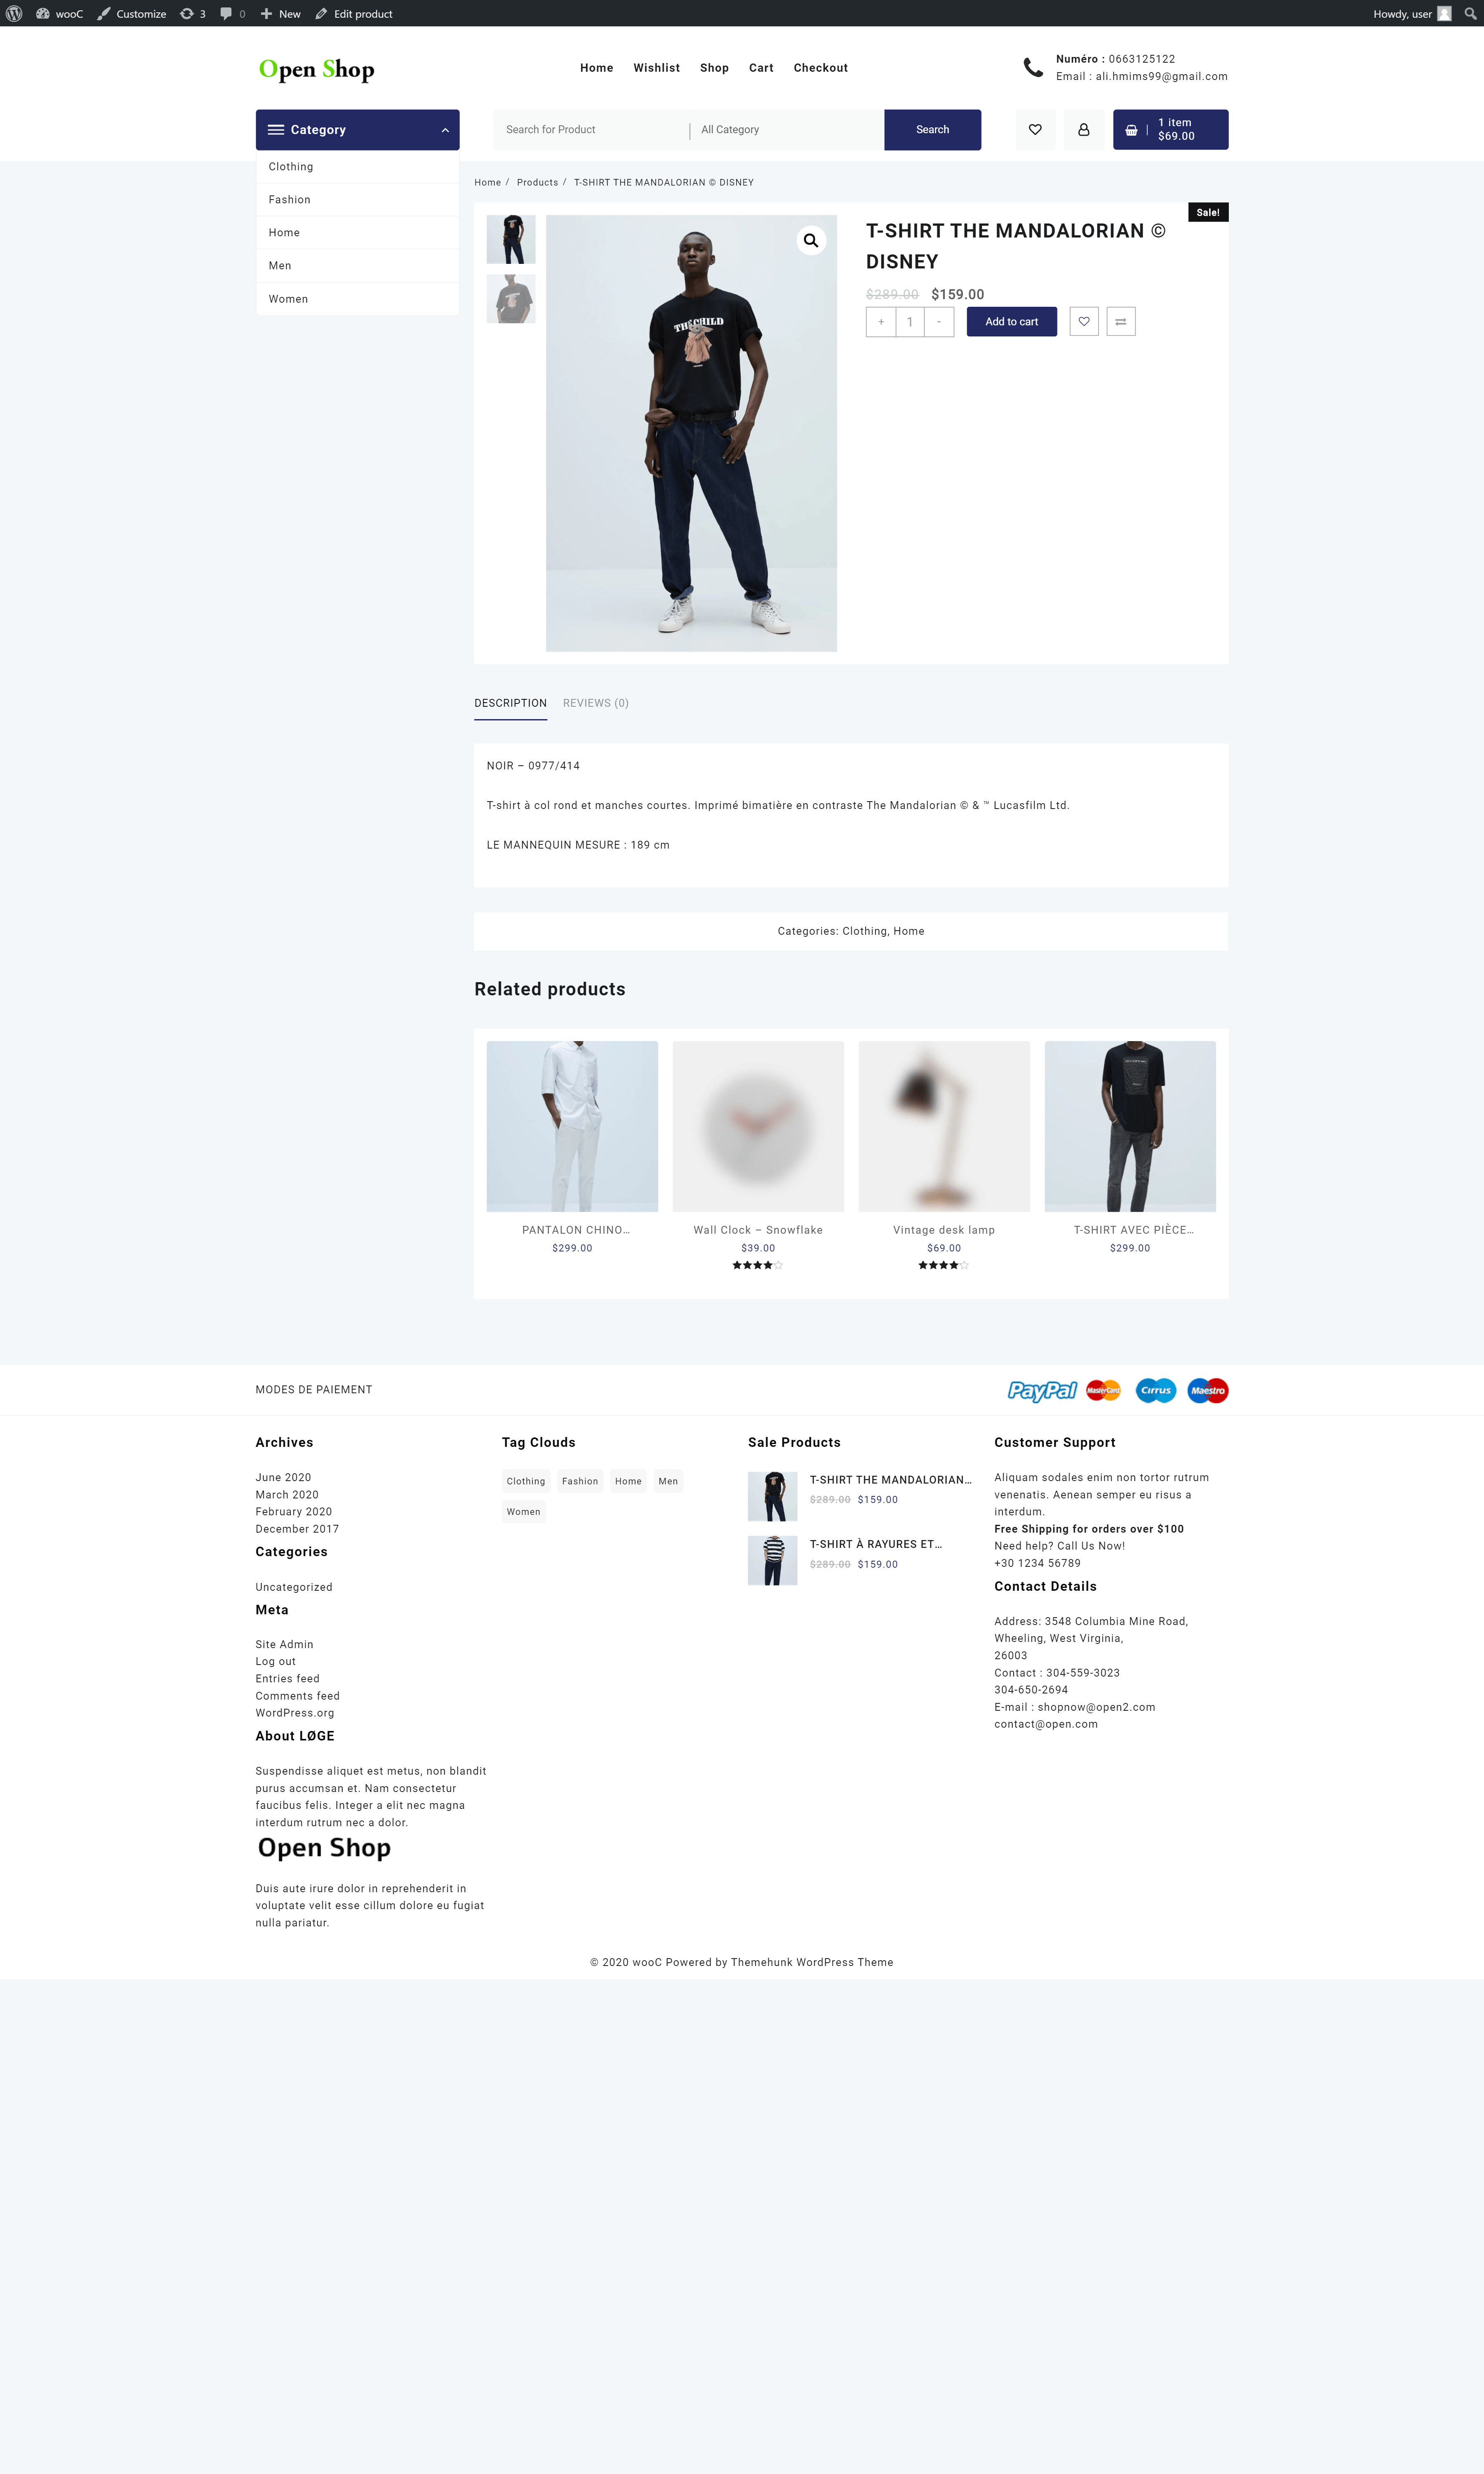 wooC Customize 3 0 New Edit product Howdy, user
Open Shop
Home Wishlist Shop Cart Checkout
Numéro : 0663125122
Email : ali.hmims99@gmail.com
Category
Search for Product All Category Search
1 item
$69.00
Clothing
Fashion
Home
Men
Women
Home / Products / T-SHIRT THE MANDALORIAN © DISNEY
Sale!
THE CHILD
T-SHIRT THE MANDALORIAN ©
DISNEY
$289.00 $159.00
+ 1 - Add to cart
DESCRIPTION REVIEWS (0)
NOIR – 0977/414
T-shirt à col rond et manches courtes. Imprimé bimatière en contraste The Mandalorian © & ™ Lucasfilm Ltd.
LE MANNEQUIN MESURE : 189 cm
Categories: Clothing, Home
Related products
PANTALON CHINO…
$299.00
Wall Clock – Snowflake
$39.00
Vintage desk lamp
$69.00
T-SHIRT AVEC PIÈCE…
$299.00
MODES DE PAIEMENT
PayPal MasterCard Cirrus Maestro
Archives
June 2020
March 2020
February 2020
December 2017
Categories
Uncategorized
Meta
Site Admin
Log out
Entries feed
Comments feed
WordPress.org
About LØGE
Suspendisse aliquet est metus, non blandit
purus accumsan et. Nam consectetur
faucibus felis. Integer a elit nec magna
interdum rutrum nec a dolor.
Open Shop
Duis aute irure dolor in reprehenderit in
voluptate velit esse cillum dolore eu fugiat
nulla pariatur.
Tag Clouds
Clothing Fashion Home Men
Women
Sale Products
T-SHIRT THE MANDALORIAN…
$289.00 $159.00
T-SHIRT À RAYURES ET…
$289.00 $159.00
Customer Support
Aliquam sodales enim non tortor rutrum
venenatis. Aenean semper eu risus a
interdum.
Free Shipping for orders over $100
Need help? Call Us Now!
+30 1234 56789
Contact Details
Address: 3548 Columbia Mine Road,
Wheeling, West Virginia,
26003
Contact : 304-559-3023
304-650-2694
E-mail : shopnow@open2.com
contact@open.com
© 2020 wooC Powered by Themehunk WordPress Theme